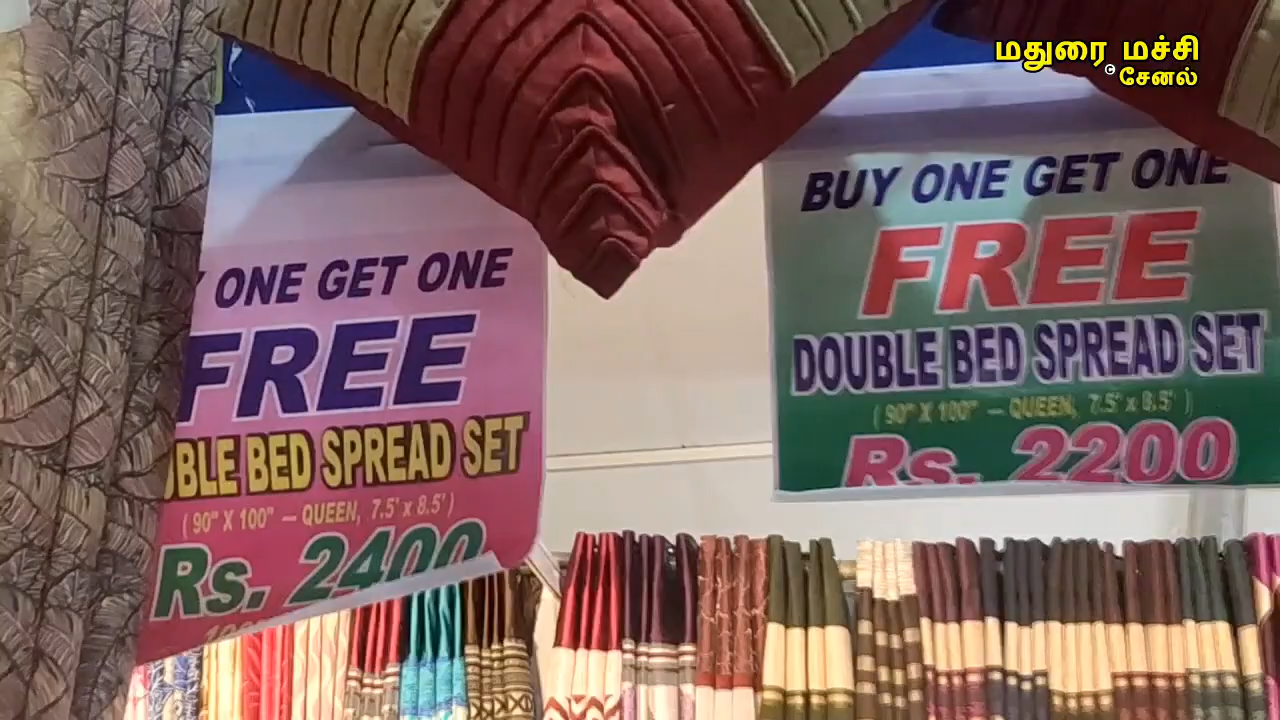 மதுரை மச்சி
© சேனல்
ONE GET ONE
FREE
BED SPREAD SET
( 90" X 100" – QUEEN, 7.5' x 8.5' )
Rs. 2400
BUY ONE GET ONE
FREE
DOUBLE BED SPREAD SET
( 90" X 100" – QUEEN, 7.5' x 8.5' )
Rs. 2200